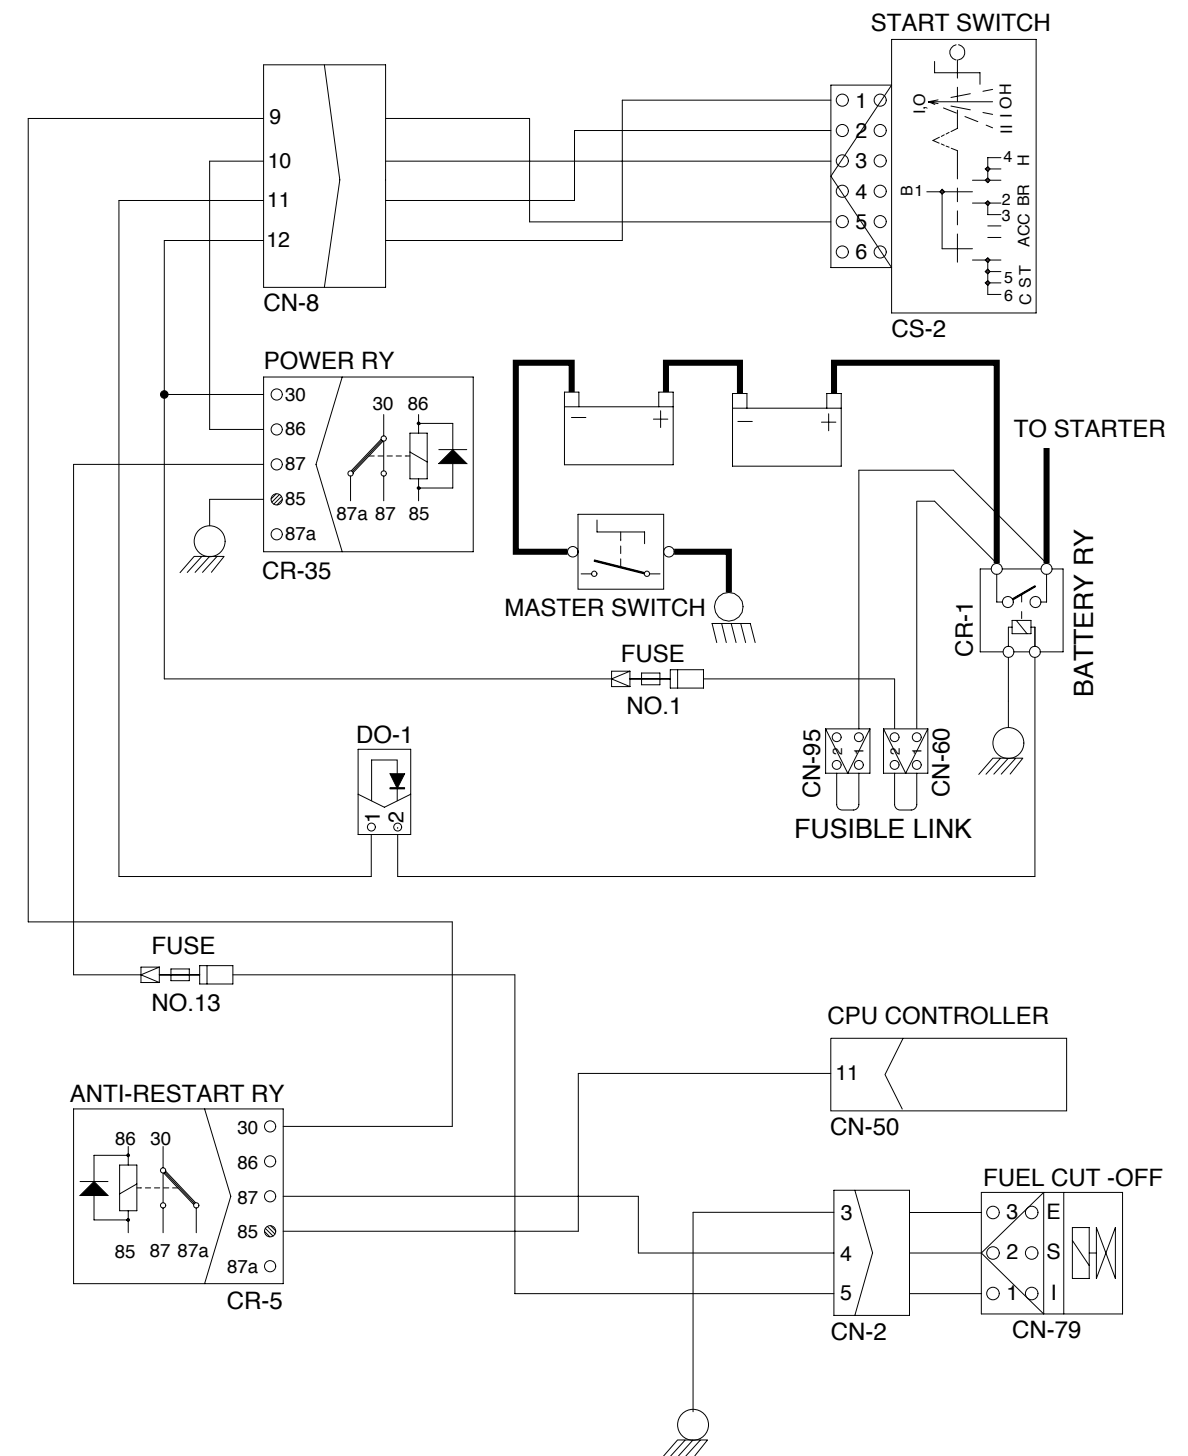 START SWITCH
1
2
3
4
5
6
I,O
H
O
I
II
B1
4 H
2 BR
3
ACC
5 ST
6 C
CS-2
9
10
11
12
CN-8
POWER RY
30
86
87
85
87a
30 86
87a 87 85
CR-35
− +
− +
TO STARTER
MASTER SWITCH
CR-1
BATTERY RY
FUSE
NO.1
DO-1
1 2
CN-95
2 1
2 1
CN-60
FUSIBLE LINK
FUSE
NO.13
CPU CONTROLLER
11
CN-50
ANTI-RESTART RY
86 30
85 87 87a
30
86
87
85
87a
CR-5
3
4
5
CN-2
FUEL CUT -OFF
3 E
2 S
1 I
CN-79